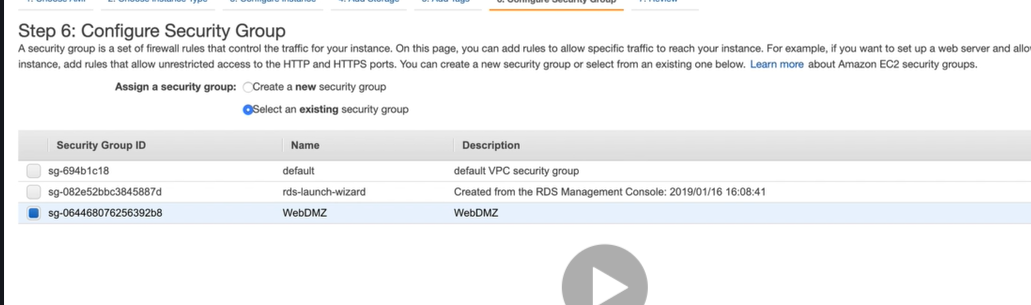 6. Configure Security Group
Step 6: Configure Security Group
A security group is a set of firewall rules that control the traffic for your instance. On this page, you can add rules to allow specific traffic to reach your instance. For example, if you want to set up a web server and allo
instance, add rules that allow unrestricted access to the HTTP and HTTPS ports. You can create a new security group or select from an existing one below. Learn more about Amazon EC2 security groups.
Assign a security group: Create a new security group
Select an existing security group
Security Group ID Name Description
sg-694b1c18 default default VPC security group
sg-082e52bbc3845887d rds-launch-wizard Created from the RDS Management Console: 2019/01/16 16:08:41
sg-064468076256392b8 WebDMZ WebDMZ